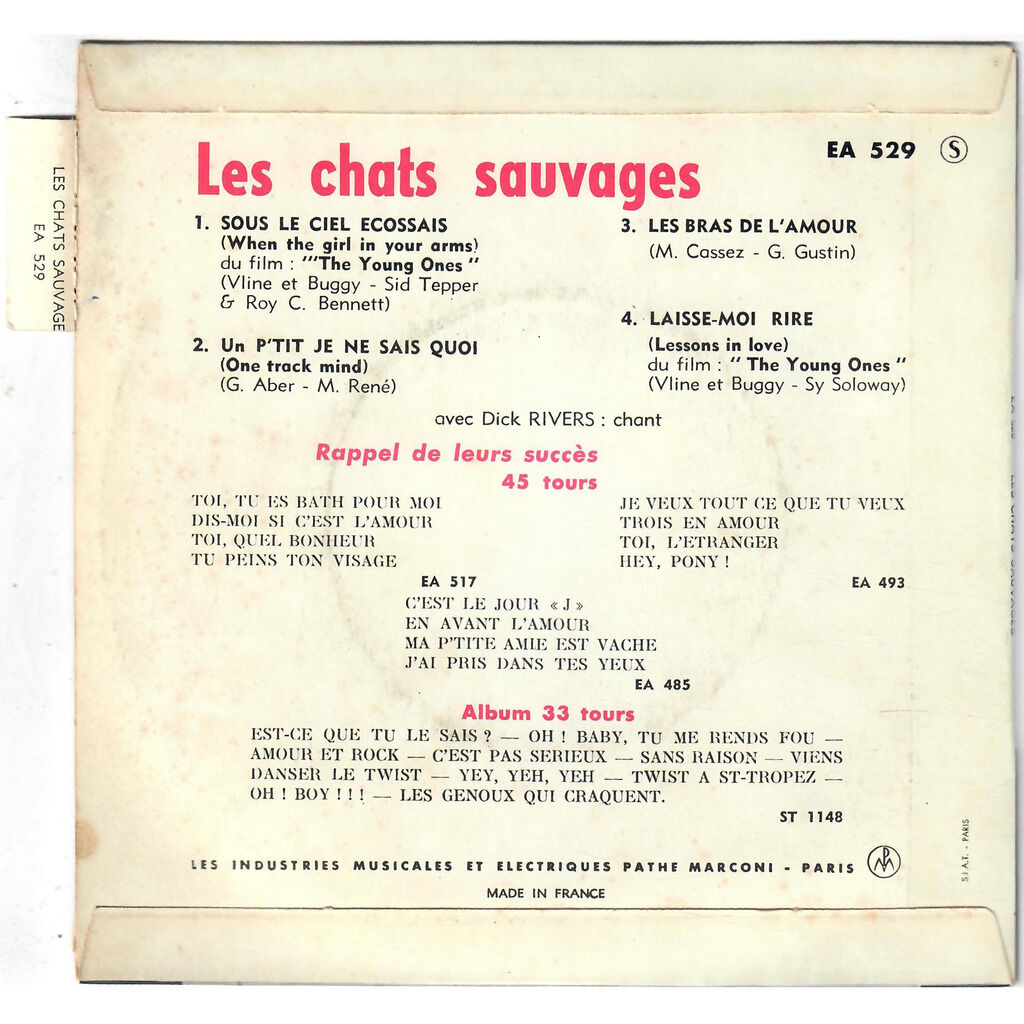 LES CHATS SAUVAGE
EA 529
EA 529 S
Les chats sauvages
1. SOUS LE CIEL ECOSSAIS
(When the girl in your arms)
du film : "'The Young Ones"
(Vline et Buggy - Sid Tepper
& Roy C. Bennett)
2. Un P'TIT JE NE SAIS QUOI
(One track mind)
(G. Aber - M. René)
3. LES BRAS DE L'AMOUR
(M. Cassez - G. Gustin)
4. LAISSE-MOI RIRE
(Lessons in love)
du film : " The Young Ones "
(Vline et Buggy - Sy Soloway)
avec Dick RIVERS : chant
Rappel de leurs succès
45 tours
TOI, TU ES BATH POUR MOI
DIS-MOI SI C'EST L'AMOUR
TOI, QUEL BONHEUR
TU PEINS TON VISAGE
EA 517
JE VEUX TOUT CE QUE TU VEUX
TROIS EN AMOUR
TOI, L'ETRANGER
HEY, PONY !
EA 493
C'EST LE JOUR « J »
EN AVANT L'AMOUR
MA P'TITE AMIE EST VACHE
J'AI PRIS DANS TES YEUX
EA 485
Album 33 tours
EST-CE QUE TU LE SAIS ? — OH ! BABY, TU ME RENDS FOU —
AMOUR ET ROCK — C'EST PAS SERIEUX — SANS RAISON — VIENS
DANSER LE TWIST — YEY, YEH, YEH — TWIST A ST-TROPEZ —
OH ! BOY ! ! ! — LES GENOUX QUI CRAQUENT.
ST 1148
LES INDUSTRIES MUSICALES ET ELECTRIQUES PATHE MARCONI - PARIS
MADE IN FRANCE
S.I.A.T. - PARIS